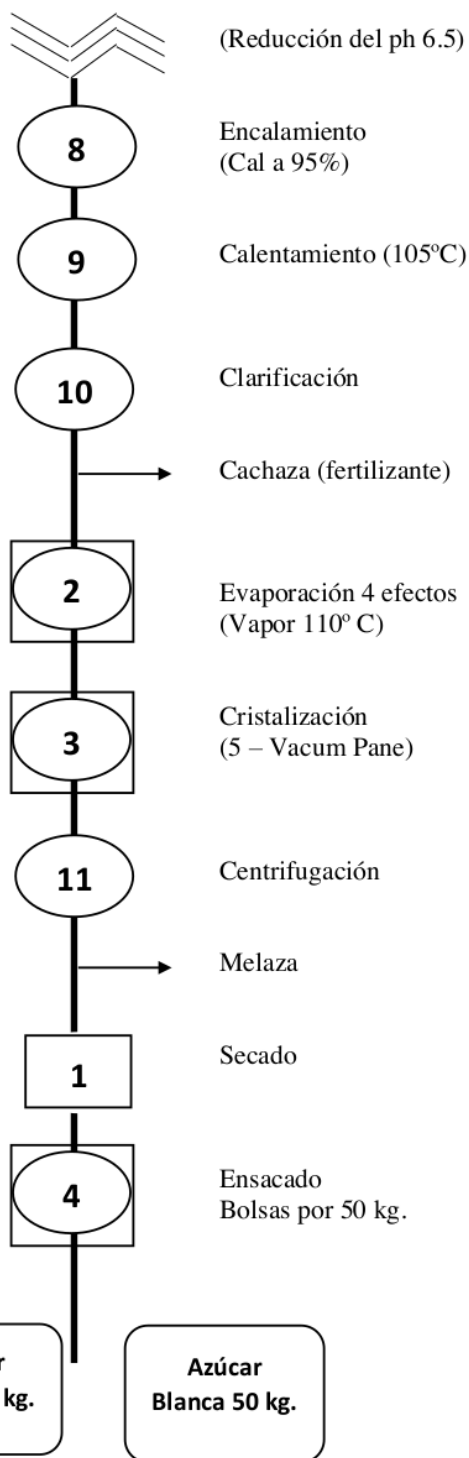 (Reducción del ph 6.5)
8
Encalamiento
(Cal a 95%)
9
Calentamiento (105ºC)
10
Clarificación
Cachaza (fertilizante)
2
Evaporación 4 efectos
(Vapor 110º C)
3
Cristalización
(5 – Vacum Pane)
11
Centrifugación
Melaza
1
Secado
4
Ensacado
Bolsas por 50 kg.
kg.
Azúcar
Blanca 50 kg.